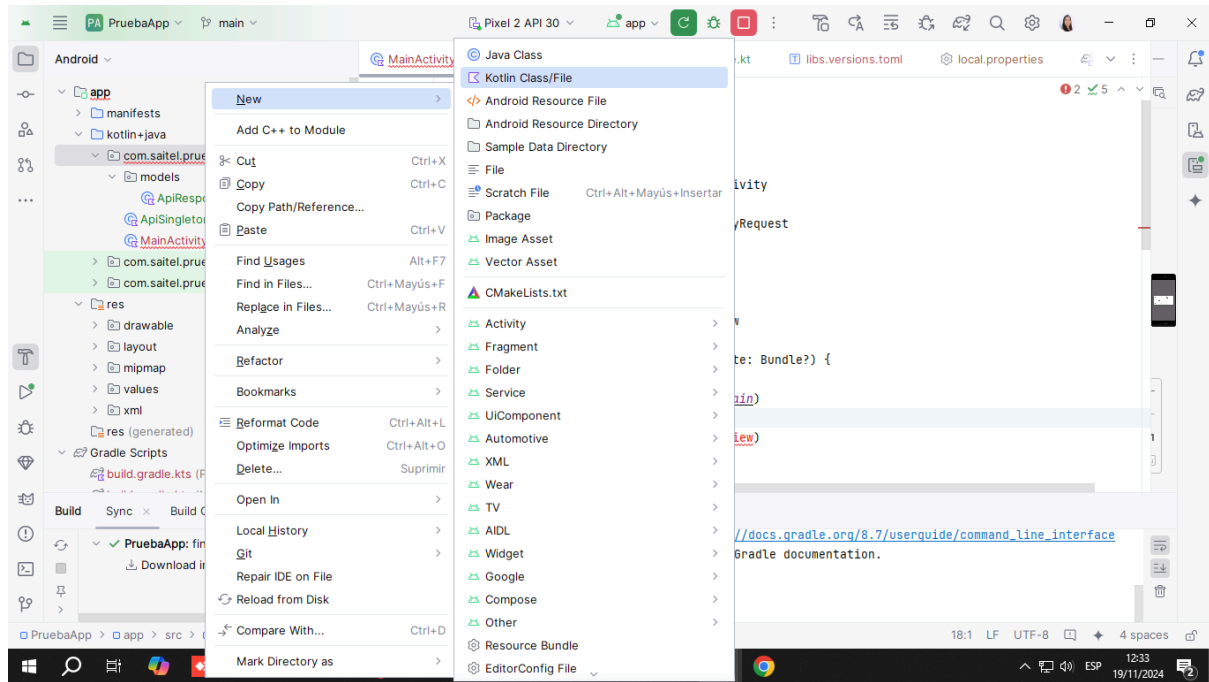 PA PruebaApp main Pixel 2 API 30 app
Android
MainActivity
.kt
libs.versions.toml
local.properties
app
manifests
kotlin+java
com.saitel.prue
models
ApiRespo
ApiSingleton
MainActivity
com.saitel.prue
com.saitel.prue
res
drawable
layout
mipmap
values
xml
res (generated)
Gradle Scripts
build.gradle.kts (P
New
Add C++ to Module
Cut Ctrl+X
Copy Ctrl+C
Copy Path/Reference...
Paste Ctrl+V
Find Usages Alt+F7
Find in Files... Ctrl+Mayús+F
Replace in Files... Ctrl+Mayús+R
Analyze
Refactor
Bookmarks
Reformat Code Ctrl+Alt+L
Optimize Imports Ctrl+Alt+O
Delete... Suprimir
Open In
Local History
Git
Repair IDE on File
Reload from Disk
Compare With... Ctrl+D
Mark Directory as
Java Class
Kotlin Class/File
Android Resource File
Android Resource Directory
Sample Data Directory
File
Scratch File Ctrl+Alt+Mayús+Insertar
Package
Image Asset
Vector Asset
CMakeLists.txt
Activity
Fragment
Folder
Service
UiComponent
Automotive
XML
Wear
TV
AIDL
Widget
Google
Compose
Other
Resource Bundle
EditorConfig File
2 5
ivity
yRequest
w
te: Bundle?) {
ain)
iew)
Build Sync Build O
PruebaApp: fin
Download in
//docs.gradle.org/8.7/userguide/command_line_interface
Gradle documentation.
PruebaApp > app > src >
18:1 LF UTF-8 4 spaces
ESP
12:33
19/11/2024
2